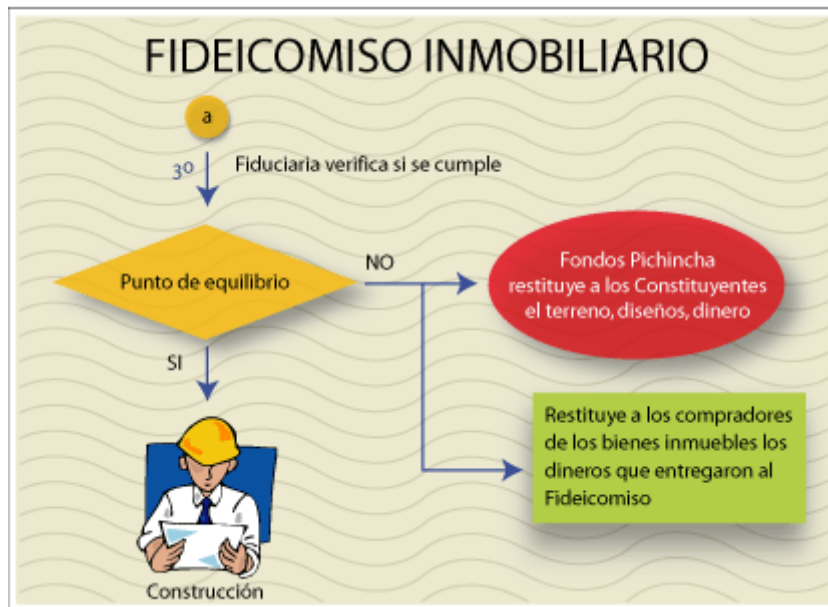 FIDEICOMISO INMOBILIARIO
a
3o
Fiduciaria verifica si se cumple
Punto de equilibrio
NO
Fondos Pichincha
restituye a los Constituyentes
el terreno, diseños, dinero
SI
Restituye a los compradores
de los bienes inmuebles los
dineros que entregaron al
Fideicomiso
Construcción